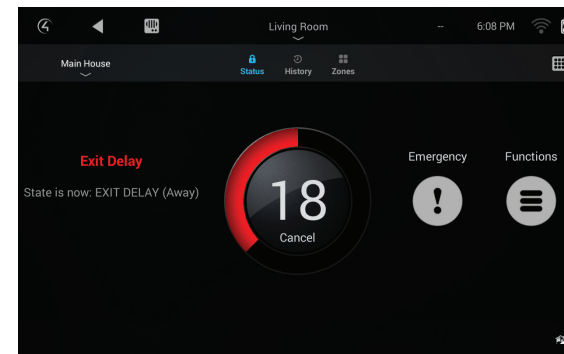 Living Room
--
6:08 PM
Main House
Status
History
Zones
Exit Delay
State is now: EXIT DELAY (Away)
18
Cancel
Emergency
!
Functions